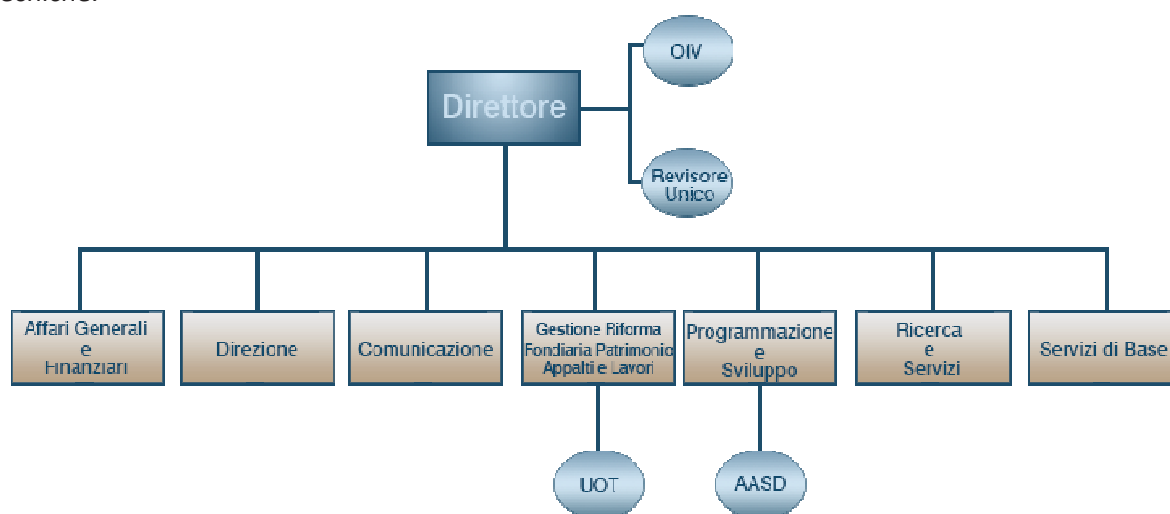 OIV
Direttore
Revisore
Unico
Affari Generali
e
Finanziari
Direzione
Comunicazione
Gestione Riforma
Fondiaria Patrimonio
Appalti e Lavori
Programmazione
e
Sviluppo
Ricerca
e
Servizi
Servizi di Base
UOT
AASD